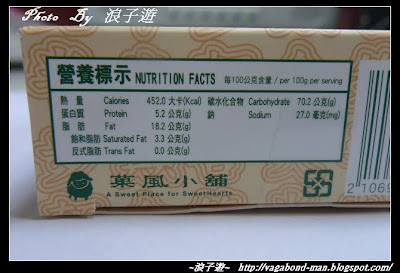 Photo By 浪子遊
營養標示 NUTRITION FACTS 每100公克含量 / per 100g per serving
熱 量 Calories 452.0 大卡(Kcal) 碳水化合物 Carbohydrate 70.2 公克(g)
蛋白質 Protein 5.2 公克(g) 鈉 Sodium 27.0 毫克(mg)
脂 肪 Fat 18.2 公克(g)
飽和脂肪 Saturated Fat 3.3 公克(g)
反式脂肪 Trans Fat 0.0 公克(g)
菓風小舖
A Sweet Place for SweetHearts
2 1069
~浪子遊~ http://vagabond-man.blogspot.com/